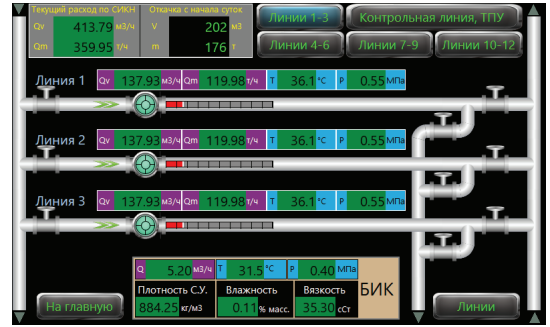 Текущий расход по СИКН Откачка с начала суток
Qv 413.79 м3/ч V 202 м3
Qm 359.95 т/ч m 176 т
Линии 1-3 Контрольная линия, ТПУ
Линии 4-6 Линии 7-9 Линии 10-12
Линия 1 Qv 137.93 м3/ч Qm 119.98 т/ч T 36.1 °C P 0.55 МПа
Линия 2 Qv 137.93 м3/ч Qm 119.98 т/ч T 36.1 °C P 0.55 МПа
Линия 3 Qv 137.93 м3/ч Qm 119.98 т/ч T 36.1 °C P 0.55 МПа
Q 5.20 м3/ч T 31.5 °C P 0.40 МПа
БИК
Плотность С.У. Влажность Вязкость
884.25 кг/м3 0.11 % масс. 35.30 сСт
На главную Линии